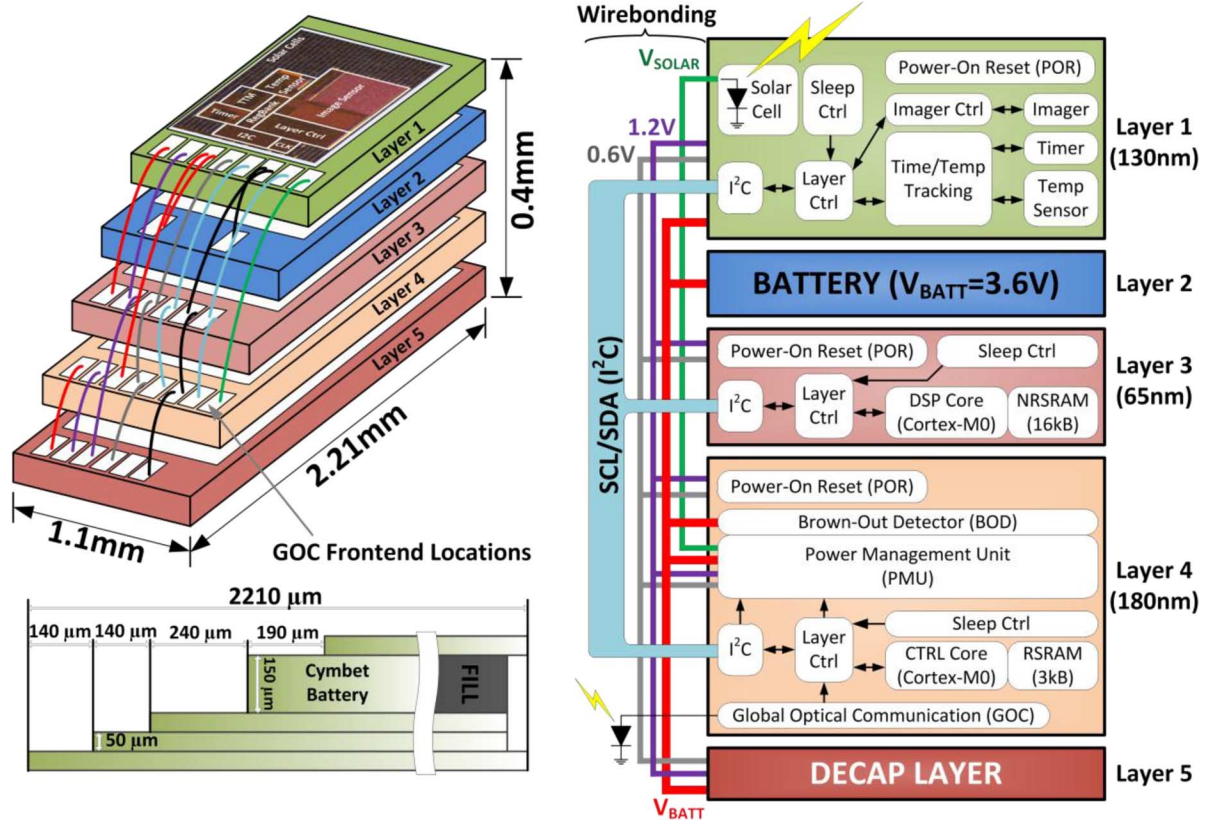 Solar Cells
Temp
Sensor
TTM
Image Sensor
Timer
RegBank
Layer Ctrl
I2C
CLK
Layer 1
Layer 2
Layer 3
Layer 4
Layer 5
0.4mm
2.21mm
1.1mm
GOC Frontend Locations
2210 µm
140 µm 140 µm 240 µm 190 µm
150 µm
Cymbet
Battery
FILL
50 µm
Wirebonding
VSOLAR
1.2V
0.6V
SCL/SDA (I²C)
VBATT
Solar
Cell
Sleep
Ctrl
Power-On Reset (POR)
Imager Ctrl
Imager
Time/Temp
Tracking
Timer
Temp
Sensor
I²C
Layer
Ctrl
Layer 1
(130nm)
BATTERY (VBATT=3.6V)
Layer 2
Power-On Reset (POR)
Sleep Ctrl
I²C
Layer
Ctrl
DSP Core
(Cortex-M0)
NRSRAM
(16kB)
Layer 3
(65nm)
Power-On Reset (POR)
Brown-Out Detector (BOD)
Power Management Unit
(PMU)
Sleep Ctrl
I²C
Layer
Ctrl
CTRL Core
(Cortex-M0)
RSRAM
(3kB)
Global Optical Communication (GOC)
Layer 4
(180nm)
DECAP LAYER
Layer 5